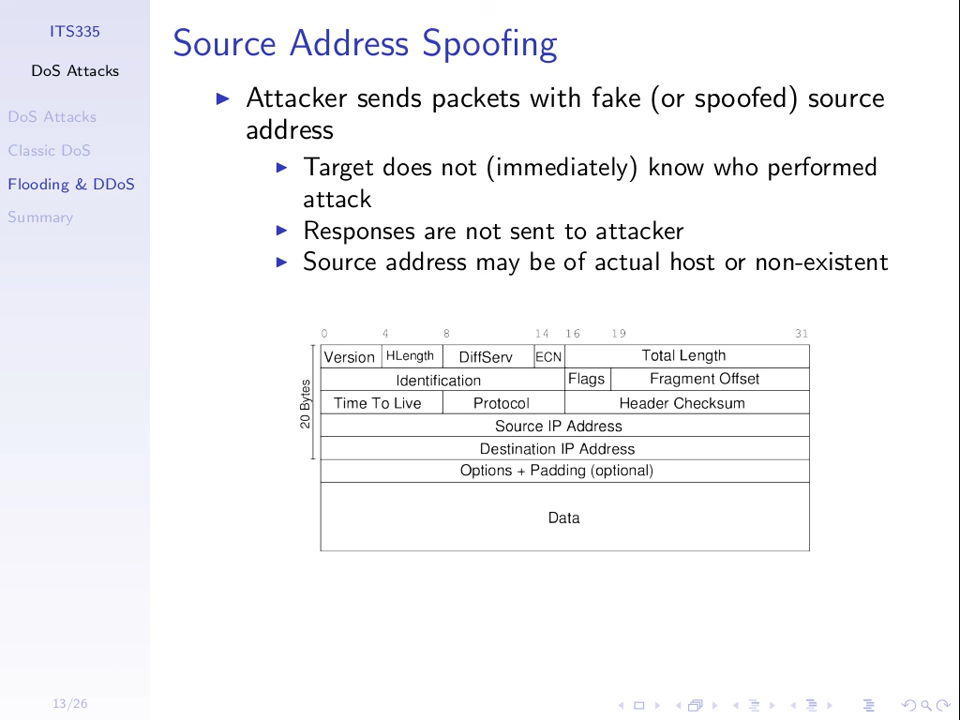 ITS335
DoS Attacks
DoS Attacks
Classic DoS
Flooding & DDoS
Summary
Source Address Spoofing
Attacker sends packets with fake (or spoofed) source
address
Target does not (immediately) know who performed
attack
Responses are not sent to attacker
Source address may be of actual host or non-existent
0 4 8 14 16 19 31
Version HLength DiffServ ECN Total Length
Identification Flags Fragment Offset
Time To Live Protocol Header Checksum
Source IP Address
Destination IP Address
Options + Padding (optional)
Data
20 Bytes
13/26